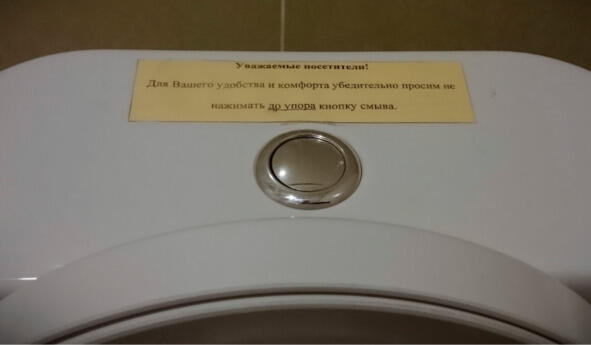 Уважаемые посетители!
Для Вашего удобства и комфорта убедительно просим не
нажимать до упора кнопку смыва.